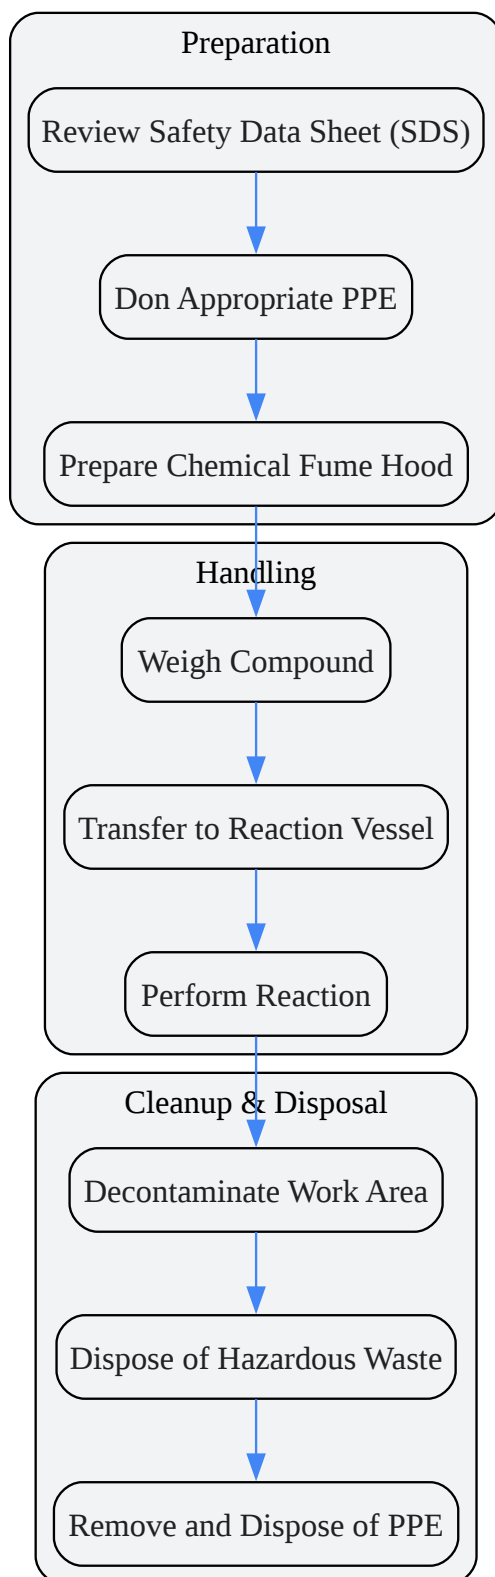 Preparation
Review Safety Data Sheet (SDS)
Don Appropriate PPE
Prepare Chemical Fume Hood
Handling
Weigh Compound
Transfer to Reaction Vessel
Perform Reaction
Cleanup & Disposal
Decontaminate Work Area
Dispose of Hazardous Waste
Remove and Dispose of PPE